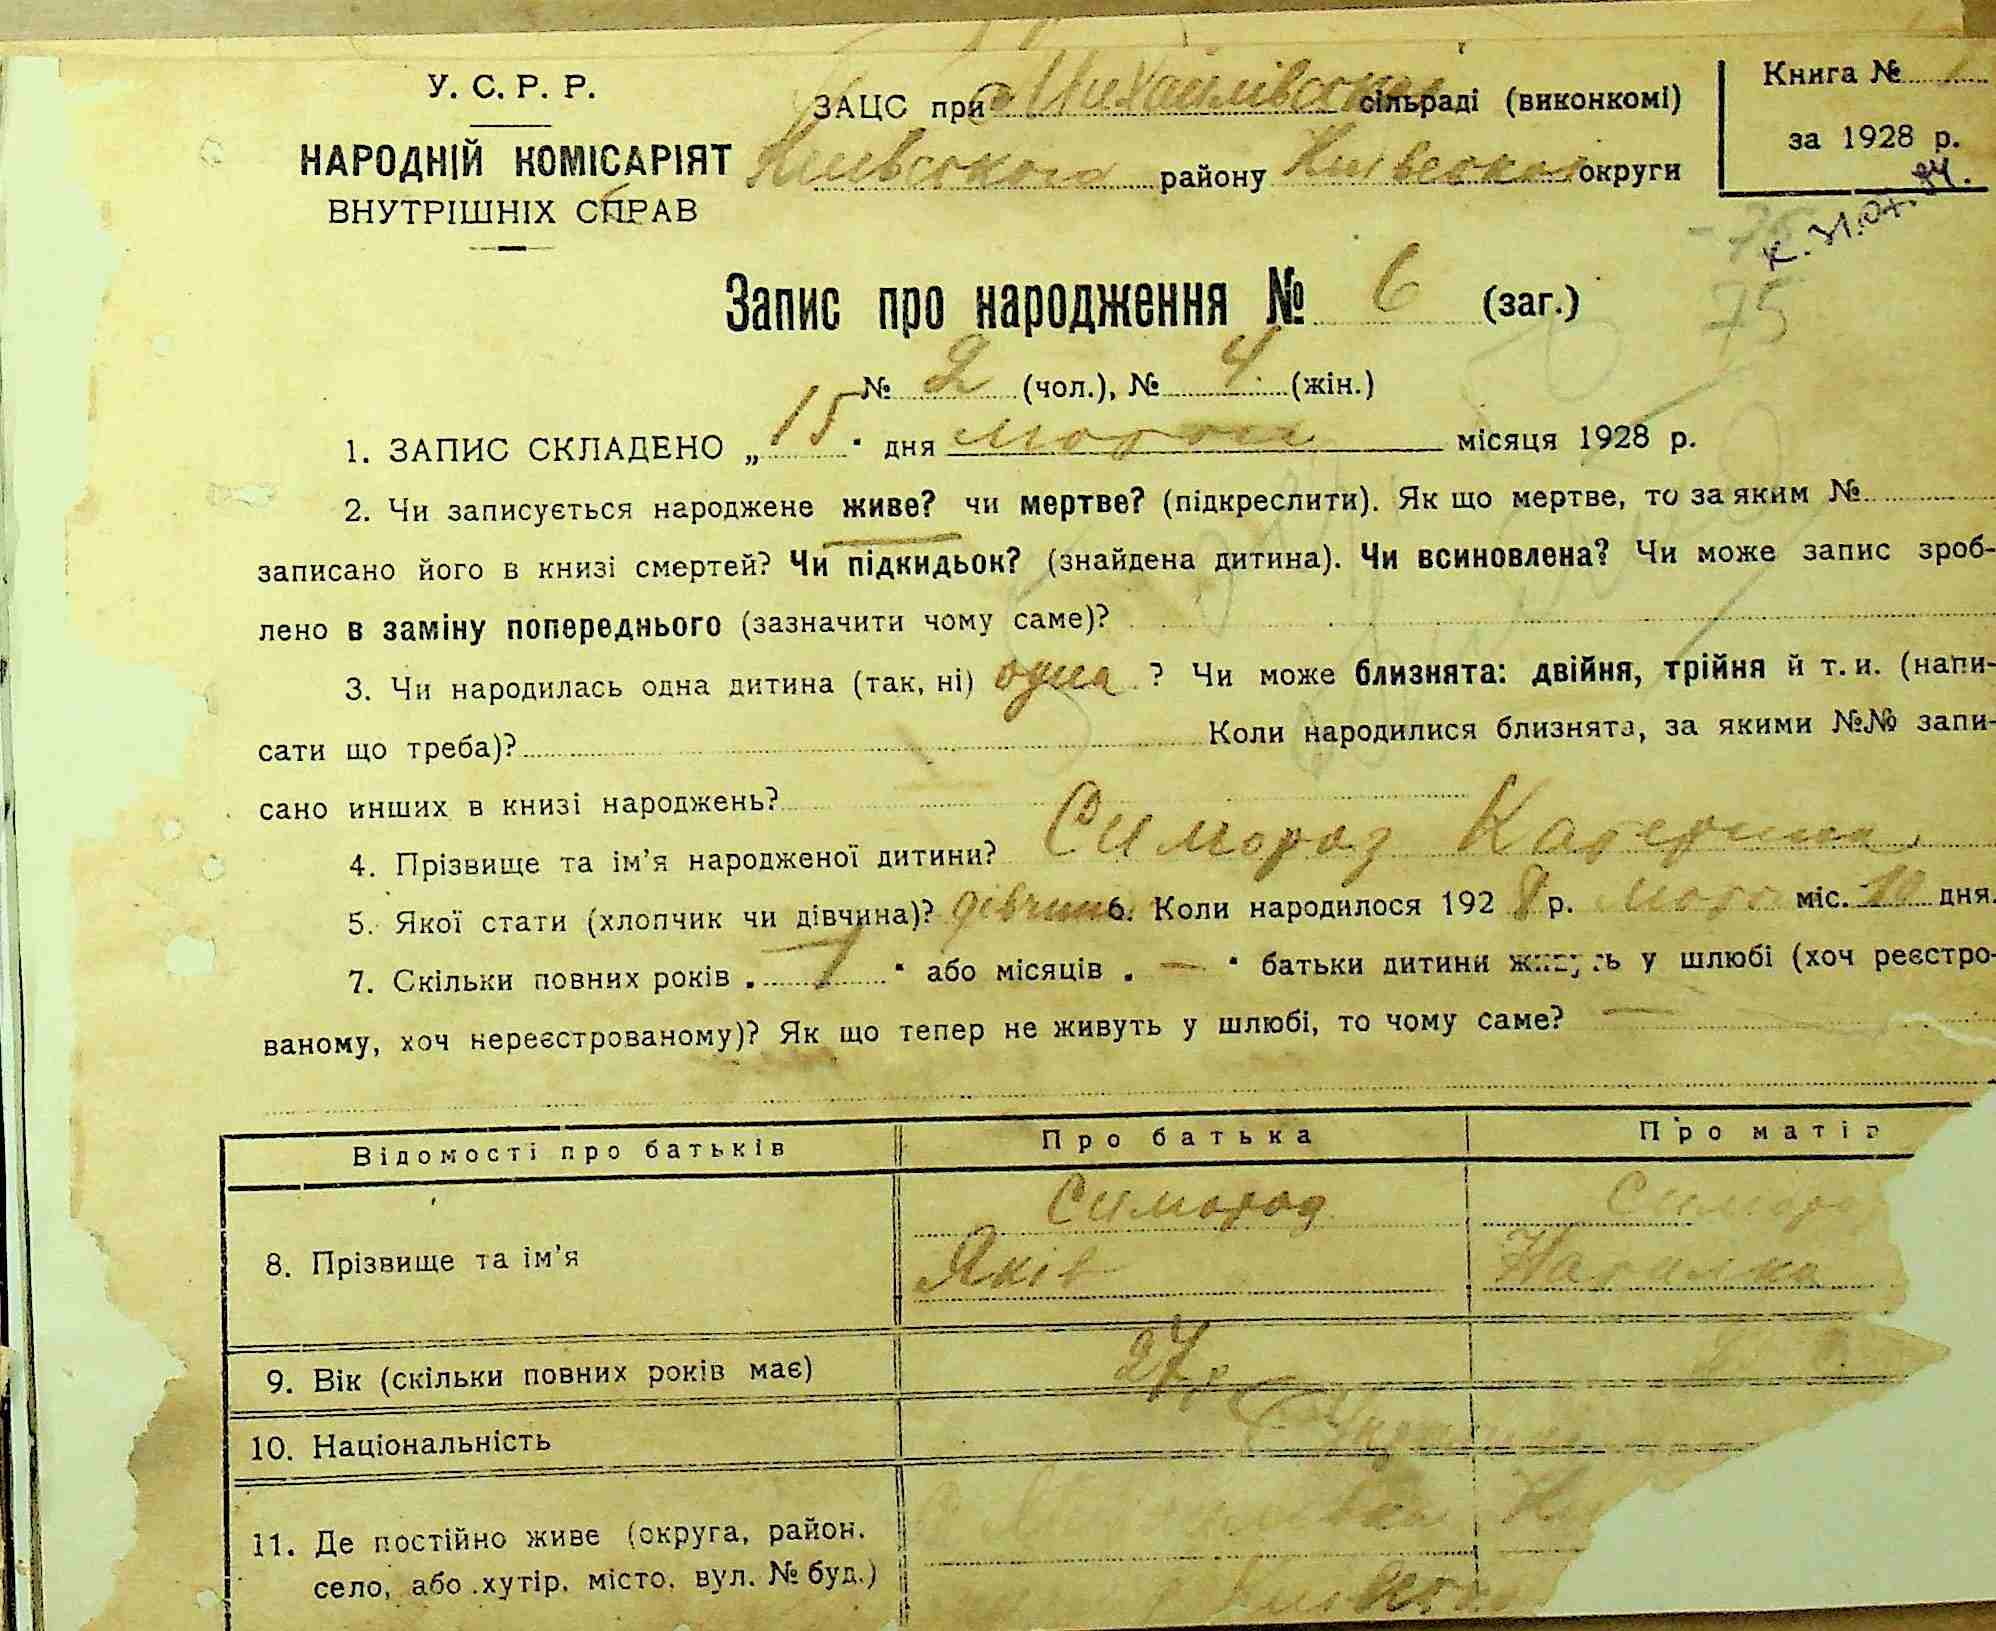 У. С. Р. Р.
НАРОДНІЙ КОМІСАРІЯТ
ВНУТРІШНІХ СПРАВ
ЗАЦС при Михайлівської сільраді (виконкомі)
району Київської округи
Книга №
за 1928 р.
75
Запис про народження № 6 (заг.)
№ 2 (чол.), № 4 (жін.)
1. ЗАПИС СКЛАДЕНО „15" дня місяця 1928 р.
2. Чи записується народжене живе? чи мертве? (підкреслити). Як що мертве, то за яким №
записано його в книзі смертей? Чи підкидьок? (знайдена дитина). Чи всиновлена? Чи може запис зроб-
лено в заміну попереднього (зазначити чому саме)?
3. Чи народилась одна дитина (так, ні) одна ? Чи може близнята: двійня, трійня й т. и. (напи-
сати що треба)? Коли народилися близнята, за якими №№ запи-
сано инших в книзі народжень?
4. Прізвище та ім'я народженої дитини? Симороз Катерина
5. Якої стати (хлопчик чи дівчина)? дівчина 6. Коли народилося 1928 р. міс. 10 дня.
7. Скільки повних років „ 1 " або місяців „ — " батьки дитини живуть у шлюбі (хоч реєстро-
ваному, хоч нереєстрованому)? Як що тепер не живуть у шлюбі, то чому саме? —
Відомості про батьків Про батька Про матір
8. Прізвище та ім'я Симороз Симороз
Яків Наталка
9. Вік (скільки повних років має) 27 р.
10. Національність
11. Де постійно живе (округа, район,
село, або хутір, місто, вул. № буд.)